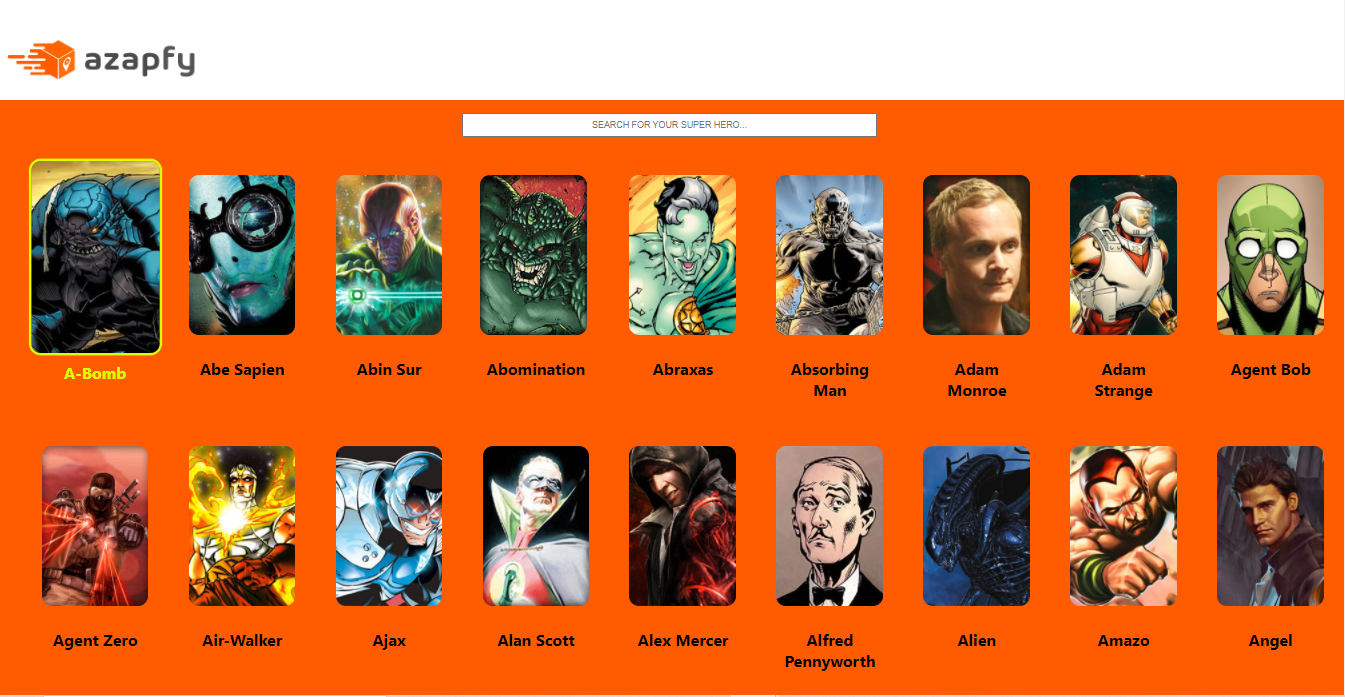 azapfy
SEARCH FOR YOUR SUPER HERO...
A-Bomb
Abe Sapien
Abin Sur
Abomination
Abraxas
Absorbing
Man
Adam
Monroe
Adam
Strange
Agent Bob
Agent Zero
Air-Walker
Ajax
Alan Scott
Alex Mercer
Alfred
Pennyworth
Alien
Amazo
Angel